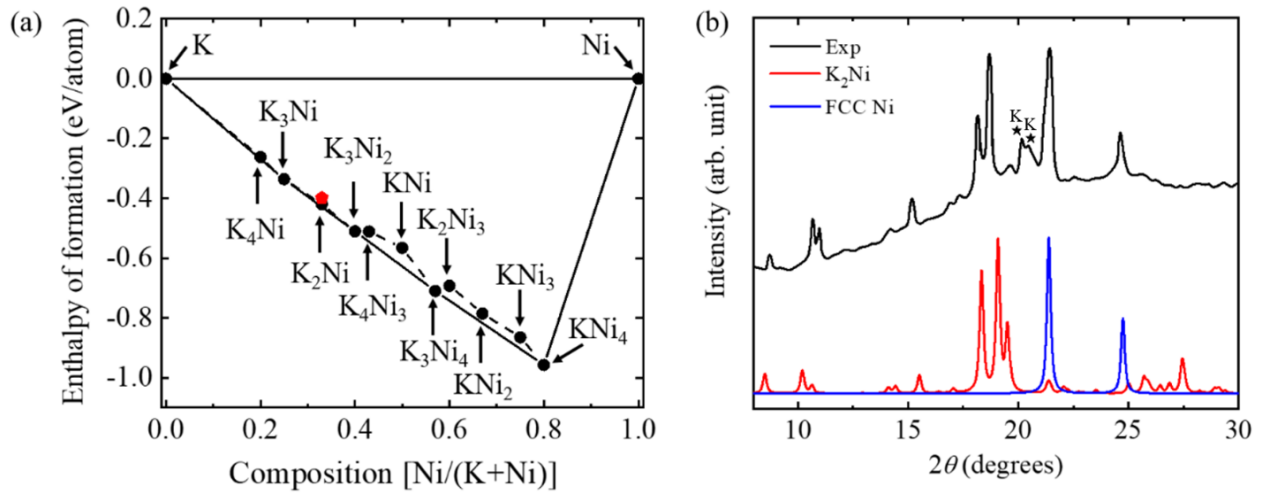 (a)
Enthalpy of formation (eV/atom)
0.2
0.0
-0.2
-0.4
-0.6
-0.8
-1.0
K
Ni
K₃Ni
K₃Ni₂
KNi
K₂Ni₃
KNi₃
K₄Ni
K₂Ni
K₄Ni₃
K₃Ni₄
KNi₂
KNi₄
0.0 0.2 0.4 0.6 0.8 1.0
Composition [Ni/(K+Ni)]
(b)
Intensity (arb. unit)
Exp
K₂Ni
FCC Ni
K K
★ ★
10 15 20 25 30
2θ (degrees)